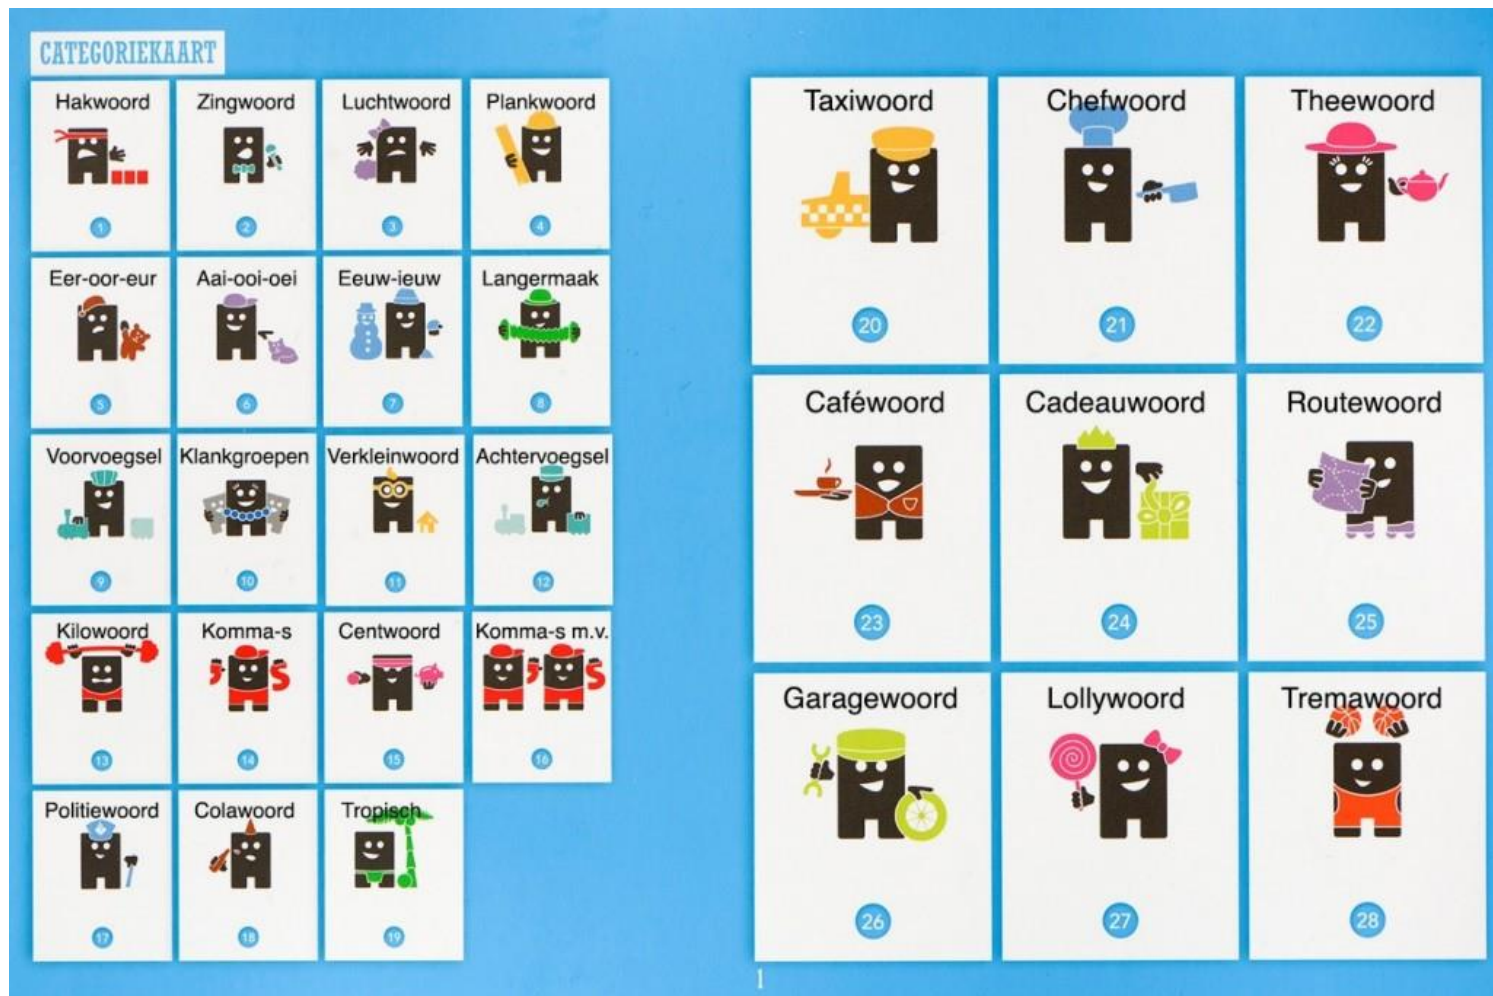 CATEGORIEKAART
Hakwoord
1
Zingwoord
2
Luchtwoord
3
Plankwoord
4
Eer-oor-eur
5
Aai-ooi-oei
6
Eeuw-ieuw
7
Langermaak
8
Voorvoegsel
9
Klankgroepen
10
Verkleinwoord
11
Achtervoegsel
12
Kilowoord
13
Komma-s
14
Centwoord
15
Komma-s m.v.
16
Politiewoord
17
Colawoord
18
Tropisch
19
Taxiwoord
20
Chefwoord
21
Theewoord
22
Caféwoord
23
Cadeauwoord
24
Routewoord
25
Garagewoord
26
Lollywoord
27
Tremawoord
28
1